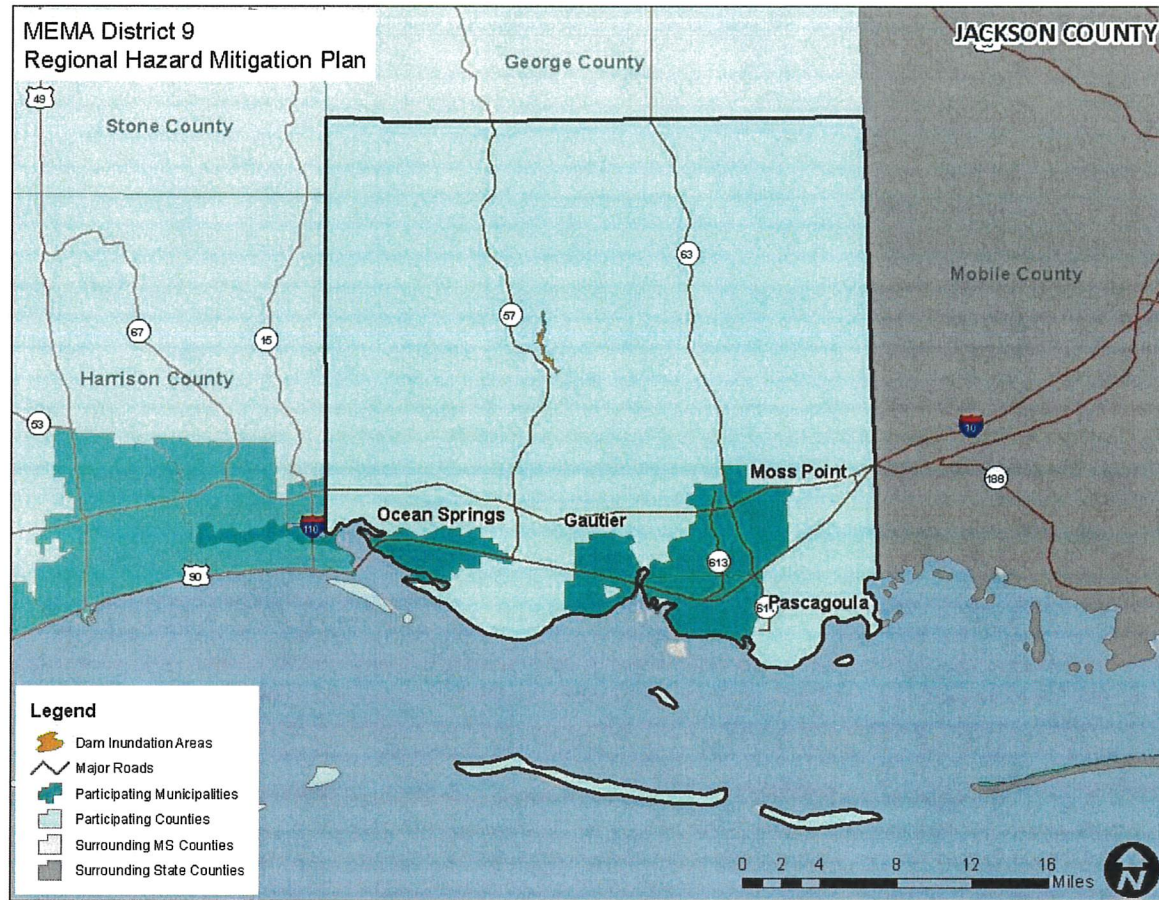 MEMA District 9
Regional Hazard Mitigation Plan
JACKSON COUNTY
George County
49
Stone County
63
Mobile County
57
67
15
Harrison County
53
10
Moss Point
188
Ocean Springs
Gautier
110
613
90
Pascagoula
Legend
Dam Inundation Areas
Major Roads
Participating Municipalities
Participating Counties
Surrounding MS Counties
Surrounding State Counties
0 2 4 8 12 16
Miles
N